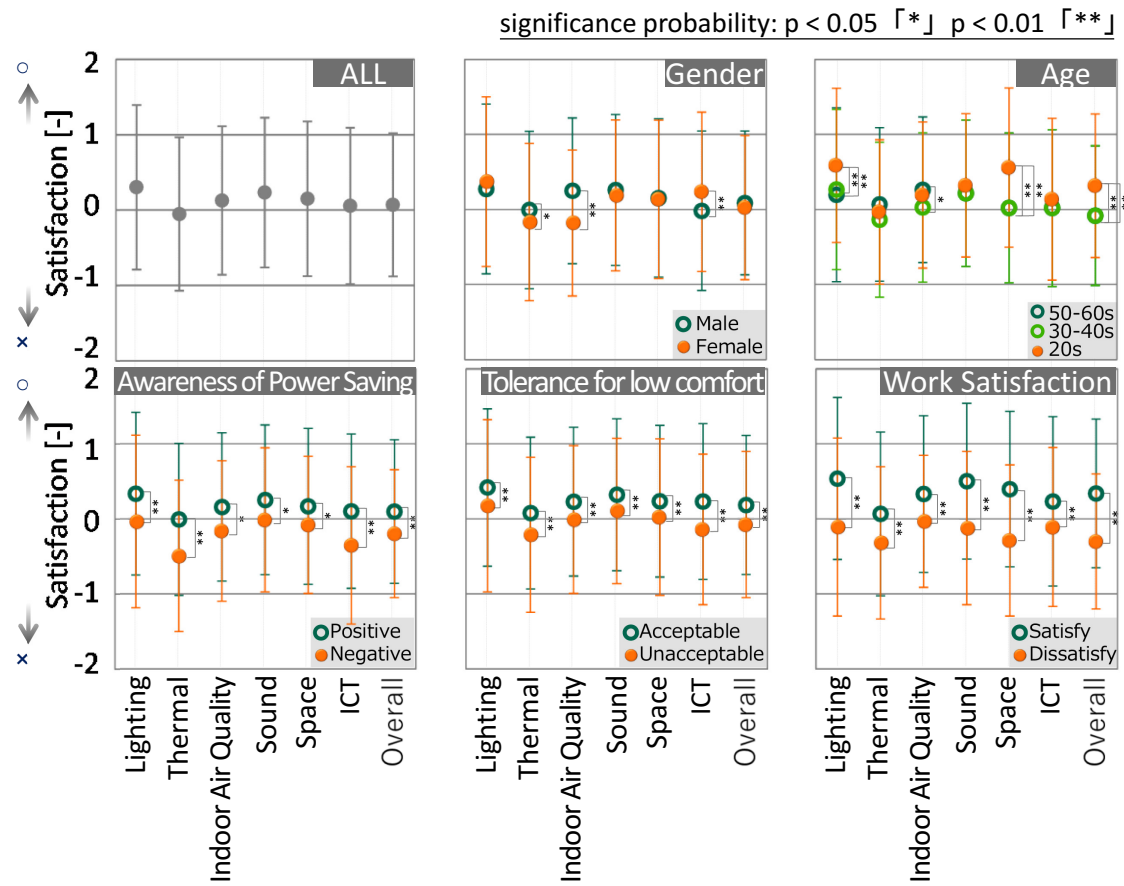 significance probability: p < 0.05「*」 p < 0.01「**」
○
Satisfaction [-]
×
2
1
0
-1
-2
ALL
Gender
*
**
**
Male
Female
Age
**
**
*
**
**
**
**
50-60s
30-40s
20s
○
Satisfaction [-]
×
2
1
0
-1
-2
Awareness of Power Saving
**
**
*
*
*
**
**
Positive
Negative
Tolerance for low comfort
**
**
**
**
**
**
**
Acceptable
Unacceptable
Work Satisfaction
**
**
**
**
**
**
**
Satisfy
Dissatisfy
Lighting
Thermal
Indoor Air Quality
Sound
Space
ICT
Overall
Lighting
Thermal
Indoor Air Quality
Sound
Space
ICT
Overall
Lighting
Thermal
Indoor Air Quality
Sound
Space
ICT
Overall